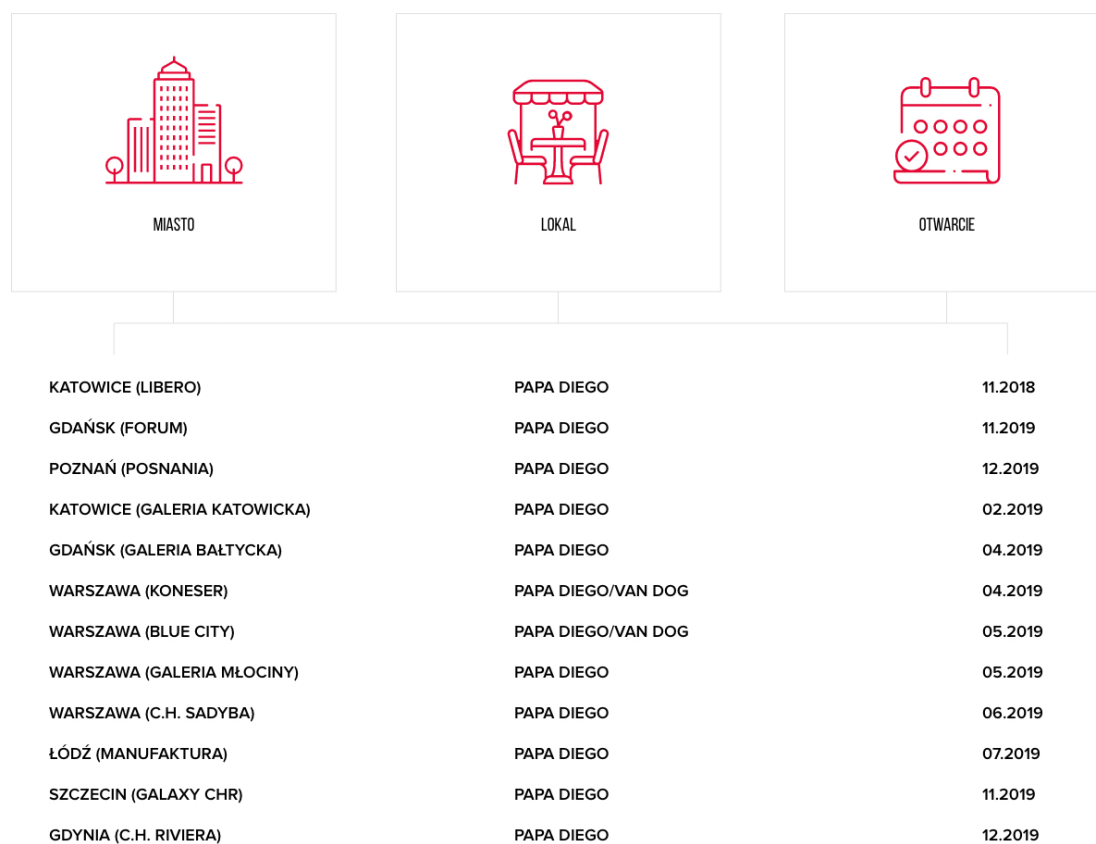 MIASTO LOKAL OTWARCIE
KATOWICE (LIBERO) PAPA DIEGO 11.2018
GDAŃSK (FORUM) PAPA DIEGO 11.2019
POZNAŃ (POSNANIA) PAPA DIEGO 12.2019
KATOWICE (GALERIA KATOWICKA) PAPA DIEGO 02.2019
GDAŃSK (GALERIA BAŁTYCKA) PAPA DIEGO 04.2019
WARSZAWA (KONESER) PAPA DIEGO/VAN DOG 04.2019
WARSZAWA (BLUE CITY) PAPA DIEGO/VAN DOG 05.2019
WARSZAWA (GALERIA MŁOCINY) PAPA DIEGO 05.2019
WARSZAWA (C.H. SADYBA) PAPA DIEGO 06.2019
ŁÓDŹ (MANUFAKTURA) PAPA DIEGO 07.2019
SZCZECIN (GALAXY CHR) PAPA DIEGO 11.2019
GDYNIA (C.H. RIVIERA) PAPA DIEGO 12.2019